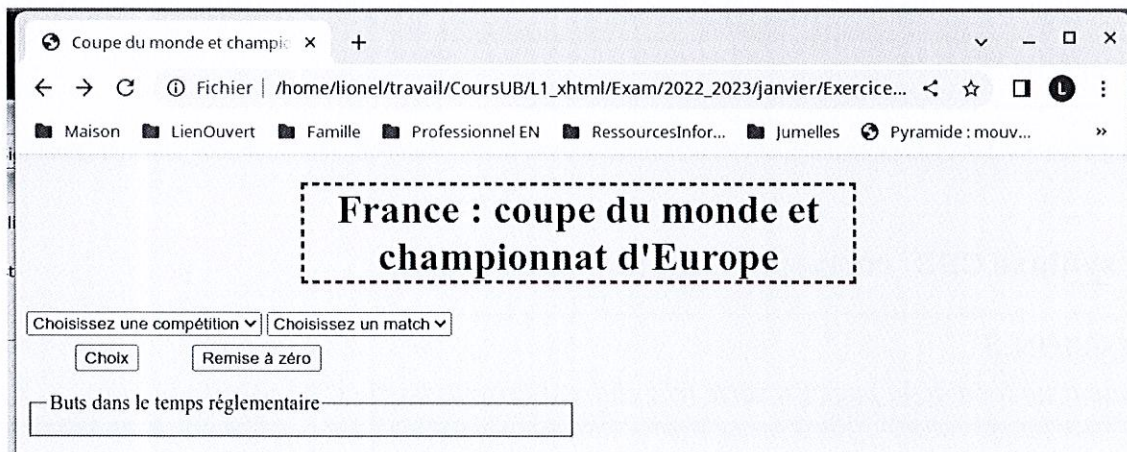 Coupe du monde et champi
Fichier /home/lionel/travail/CoursUB/L1_xhtml/Exam/2022_2023/janvier/Exercice... L
Maison LienOuvert Famille Professionnel EN RessourcesInfor... Jumelles Pyramide : mouv... »
France : coupe du monde et
championnat d'Europe
Choisissez une compétition Choisissez un match
Choix Remise à zéro
Buts dans le temps réglementaire